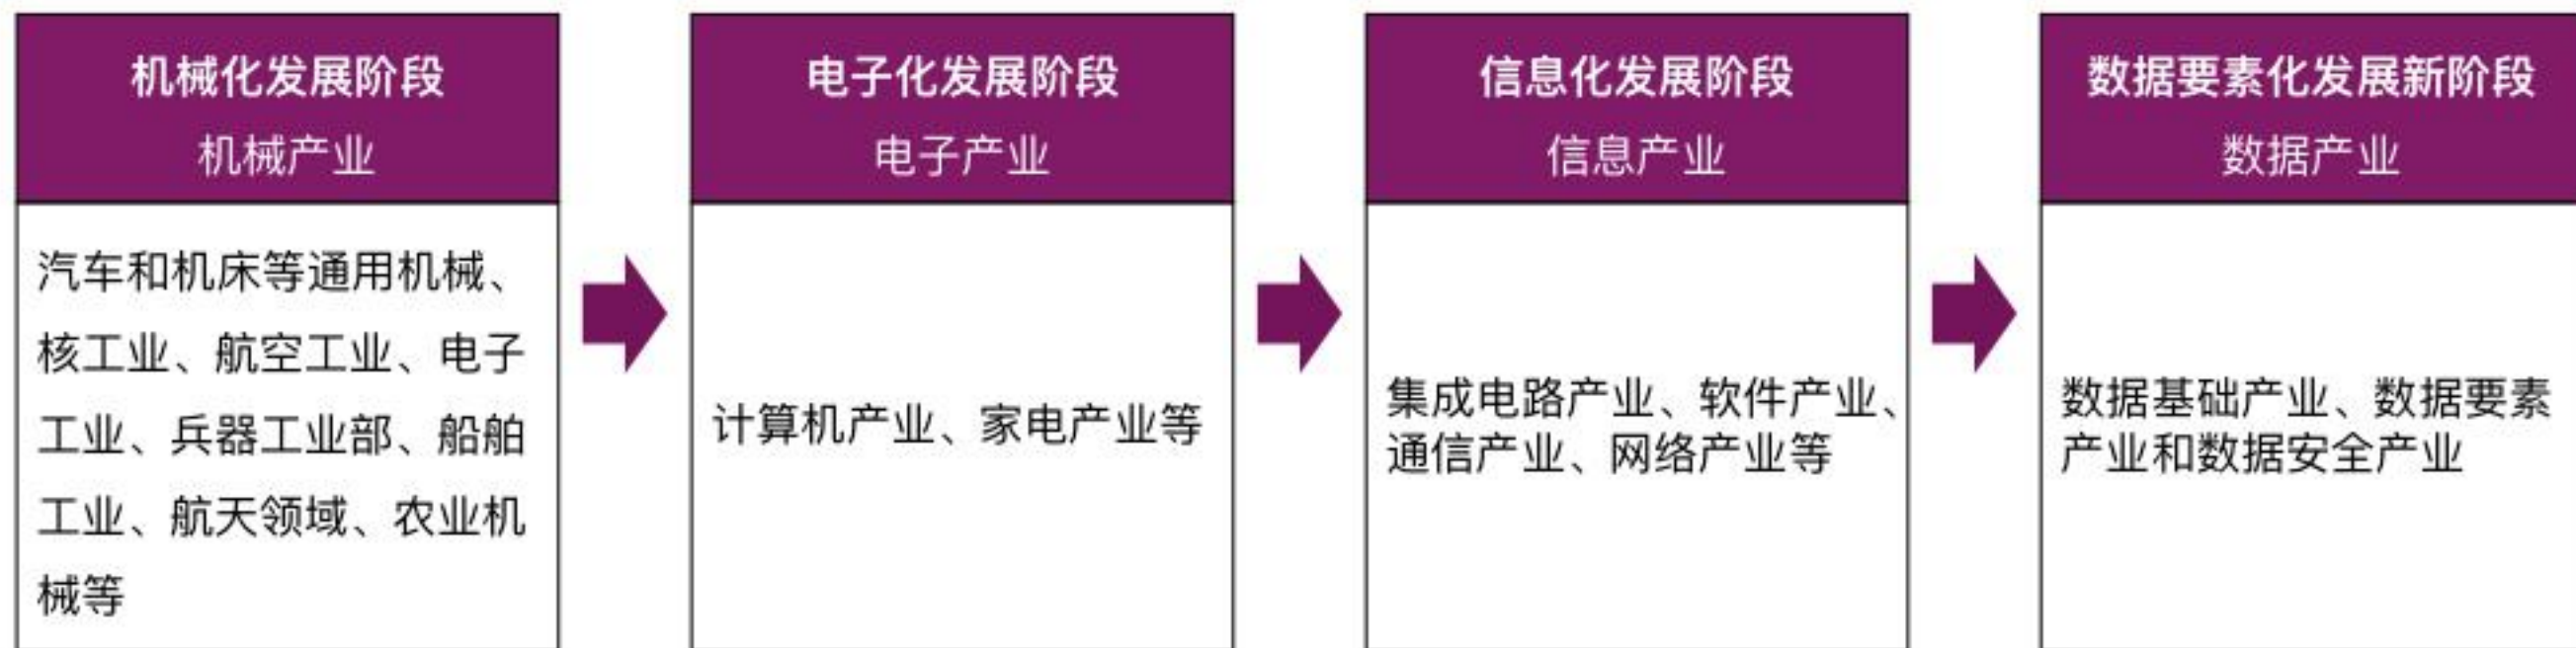 机械化发展阶段
机械产业
汽车和机床等通用机械、
核工业、航空工业、电子
工业、兵器工业部、船舶
工业、航天领域、农业机
械等
电子化发展阶段
电子产业
计算机产业、家电产业等
信息化发展阶段
信息产业
集成电路产业、软件产业、
通信产业、网络产业等
数据要素化发展新阶段
数据产业
数据基础产业、数据要素
产业和数据安全产业